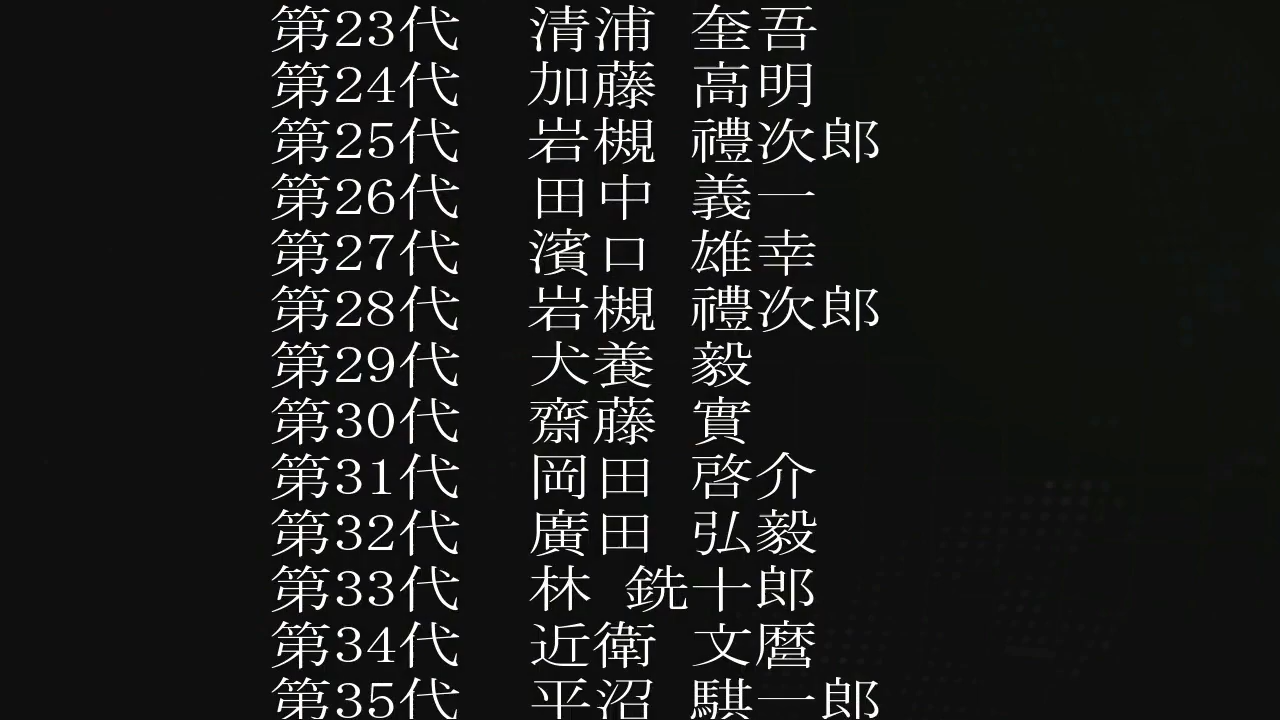 第23代 清浦 奎吾
第24代 加藤 高明
第25代 岩槻 禮次郎
第26代 田中 義一
第27代 濱口 雄幸
第28代 岩槻 禮次郎
第29代 犬養 毅
第30代 齋藤 實
第31代 岡田 啓介
第32代 廣田 弘毅
第33代 林 銑十郎
第34代 近衛 文麿
第35代 平沼 騏一郎